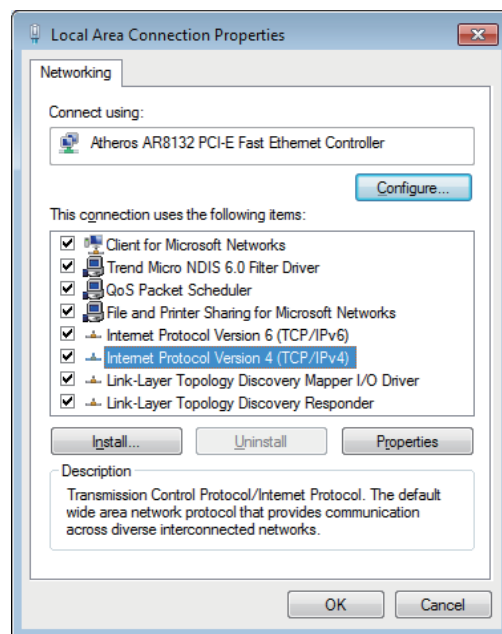 Local Area Connection Properties
Networking
Connect using:
Atheros AR8132 PCI-E Fast Ethernet Controller
Configure...
This connection uses the following items:
Client for Microsoft Networks
Trend Micro NDIS 6.0 Filter Driver
QoS Packet Scheduler
File and Printer Sharing for Microsoft Networks
Internet Protocol Version 6 (TCP/IPv6)
Internet Protocol Version 4 (TCP/IPv4)
Link-Layer Topology Discovery Mapper I/O Driver
Link-Layer Topology Discovery Responder
Install... Uninstall Properties
Description
Transmission Control Protocol/Internet Protocol. The default
wide area network protocol that provides communication
across diverse interconnected networks.
OK Cancel